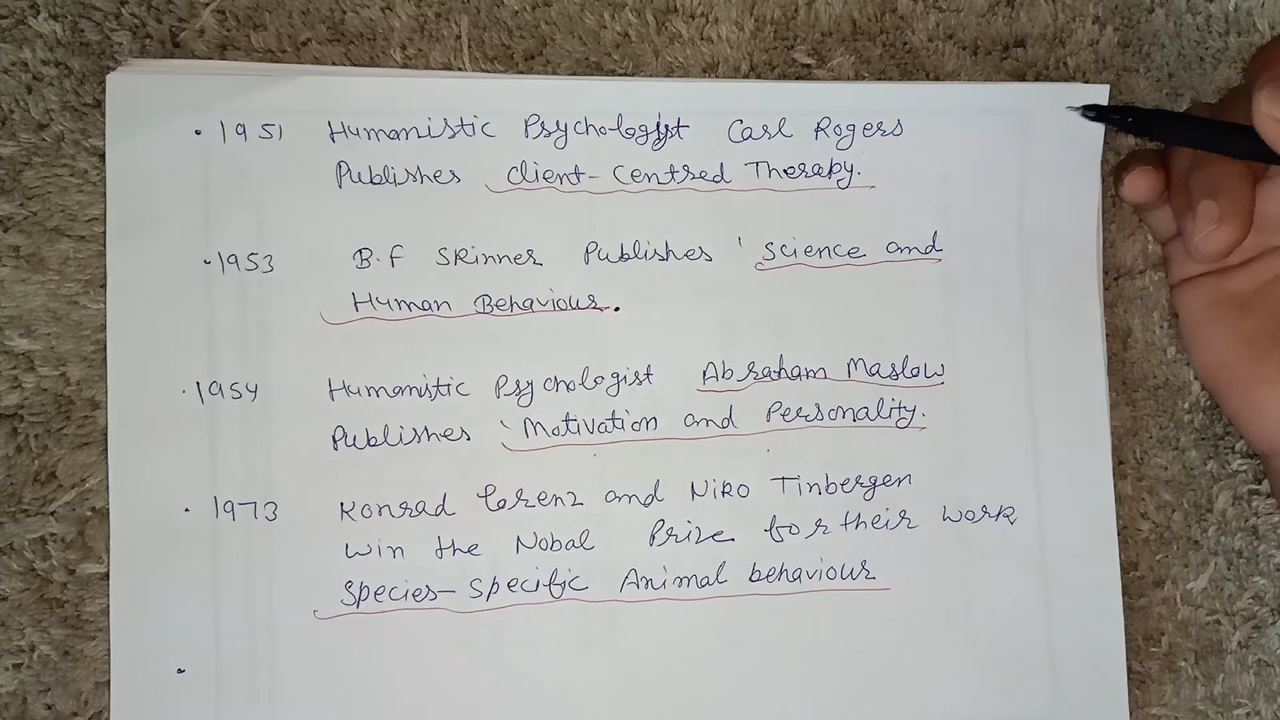 • 1951 Humanistic Psychologist Carl Rogers
Publishes Client-Centred Therapy.
• 1953 B.F Skinner Publishes 'Science and
Human Behaviour.
• 1954 Humanistic Psychologist Abraham Maslow
Publishes 'Motivation and Personality.
• 1973 Konrad Lorenz and Niko Tinbergen
win the Nobal Prize for their work
Species-Specific Animal behaviour